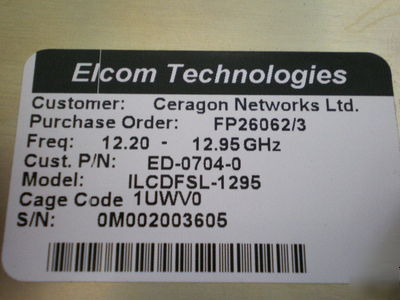 Elcom Technologies
Customer: Ceragon Networks Ltd.
Purchase Order: FP26062/3
Freq: 12.20 - 12.95 GHz
Cust. P/N: ED-0704-0
Model: ILCDFSL-1295
Cage Code 1UWV0
S/N: 0M002003605